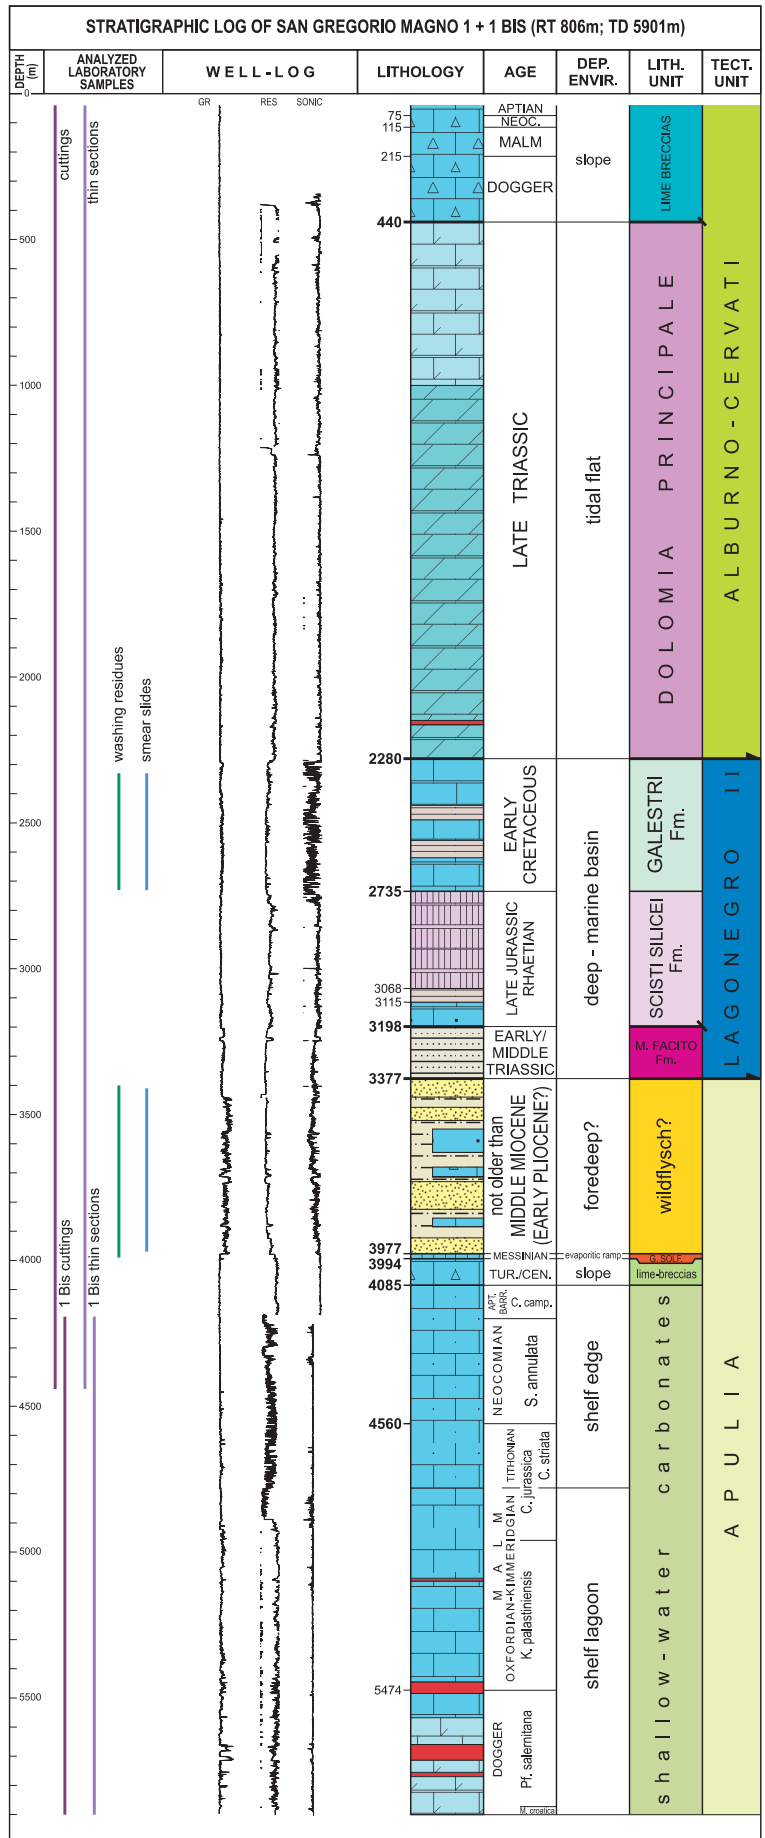 STRATIGRAPHIC LOG OF SAN GREGORIO MAGNO 1 + 1 BIS (RT 806m; TD 5901m)
DEPTH (m)
ANALYZED
LABORATORY
SAMPLES
WELL-LOG
LITHOLOGY
AGE
DEP.
ENVIR.
LITH.
UNIT
TECT.
UNIT
0
GR
RES
SONIC
cuttings
thin sections
washing residues
smear slides
1 Bis cuttings
1 Bis thin sections
500
1000
1500
2000
2500
3000
3500
4000
4500
5000
5500
75
115
215
440
2280
2735
3068
3115
3198
3377
3977
3994
4085
4560
5474
APTIAN
NEOC.
MALM
DOGGER
LATE TRIASSIC
EARLY
CRETACEOUS
LATE JURASSIC
RHAETIAN
EARLY/
MIDDLE
TRIASSIC
not older than
MIDDLE MIOCENE
(EARLY PLIOCENE?)
MESSINIAN
TUR./CEN.
APT.
BARR.
C. camp.
NEOCOMIAN
S. annulata
TITHONIAN
C. striata
C. jurassica
MALM
OXFORDIAN-KIMMERIDGIAN
K. palastiniensis
DOGGER
Pf. salernitana
M. croatica
slope
tidal flat
deep - marine basin
foredeep?
evaporitic ramp
slope
shelf edge
shelf lagoon
LIME BRECCIAS
DOLOMIA PRINCIPALE
GALESTRI
Fm.
SCISTI SILICEI
Fm.
M. FACITO
Fm.
wildflysch?
G. SOLF.
lime-breccias
shallow-water carbonates
ALBURNO-CERVATI
LAGONEGRO II
APULIA